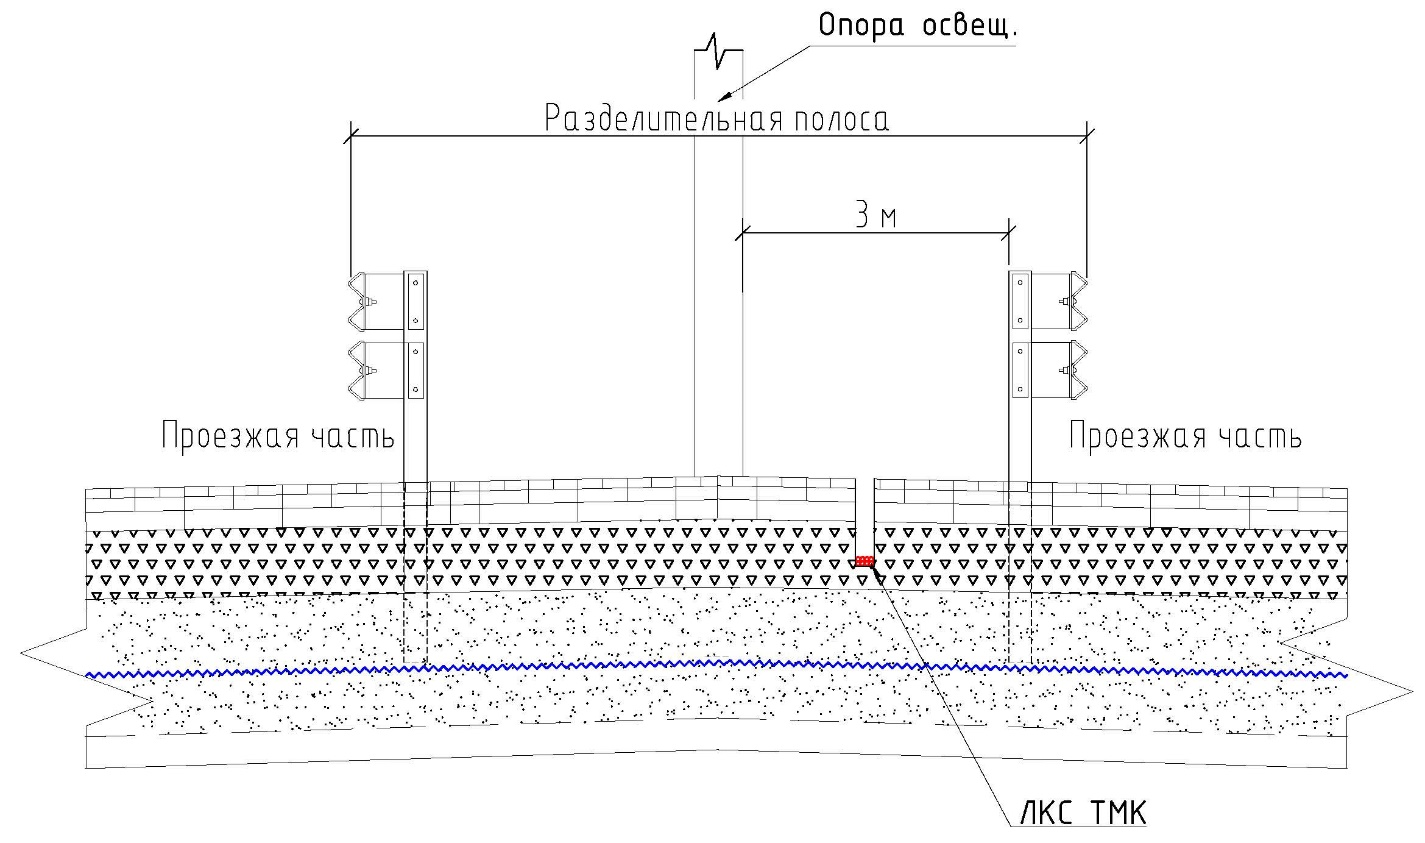 Опора освещ.
Разделительная полоса
3 м
Проезжая часть
Проезжая часть
ЛКС ТМК